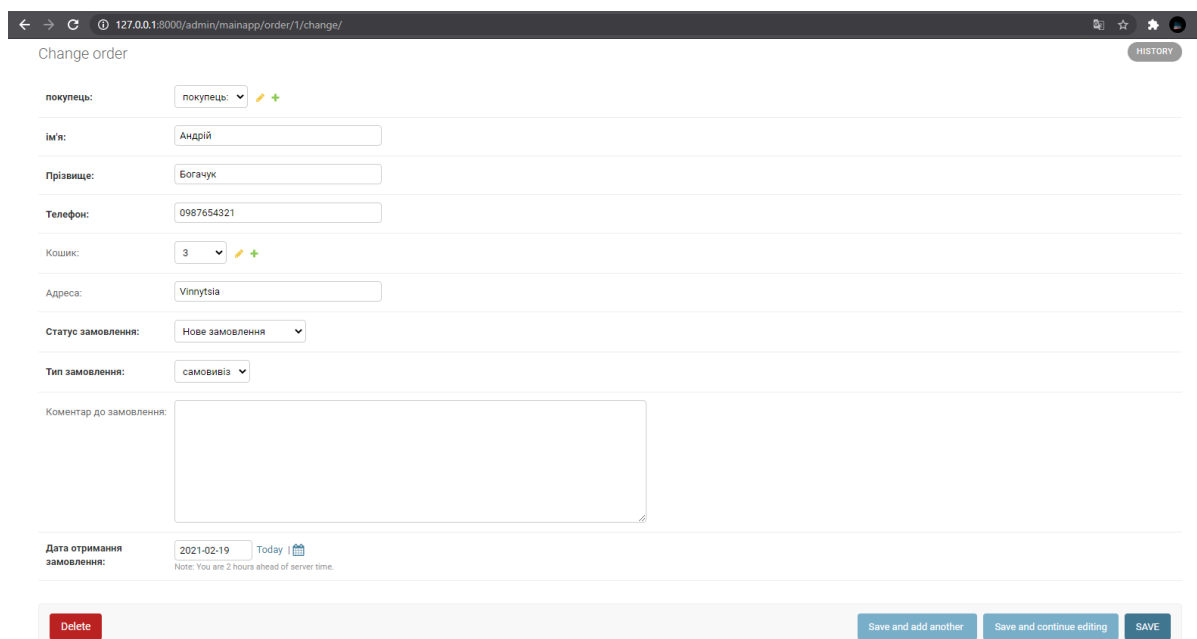 127.0.0.1:8000/admin/mainapp/order/1/change/
Change order
HISTORY
покупець: покупець:
ім'я: Андрій
Прізвище: Богачук
Телефон: 0987654321
Кошик: 3
Адреса: Vinnytsia
Статус замовлення: Нове замовлення
Тип замовлення: самовивіз
Коментар до замовлення:
Дата отримання
замовлення:
2021-02-19 Today |
Note: You are 2 hours ahead of server time.
Delete Save and add another Save and continue editing SAVE